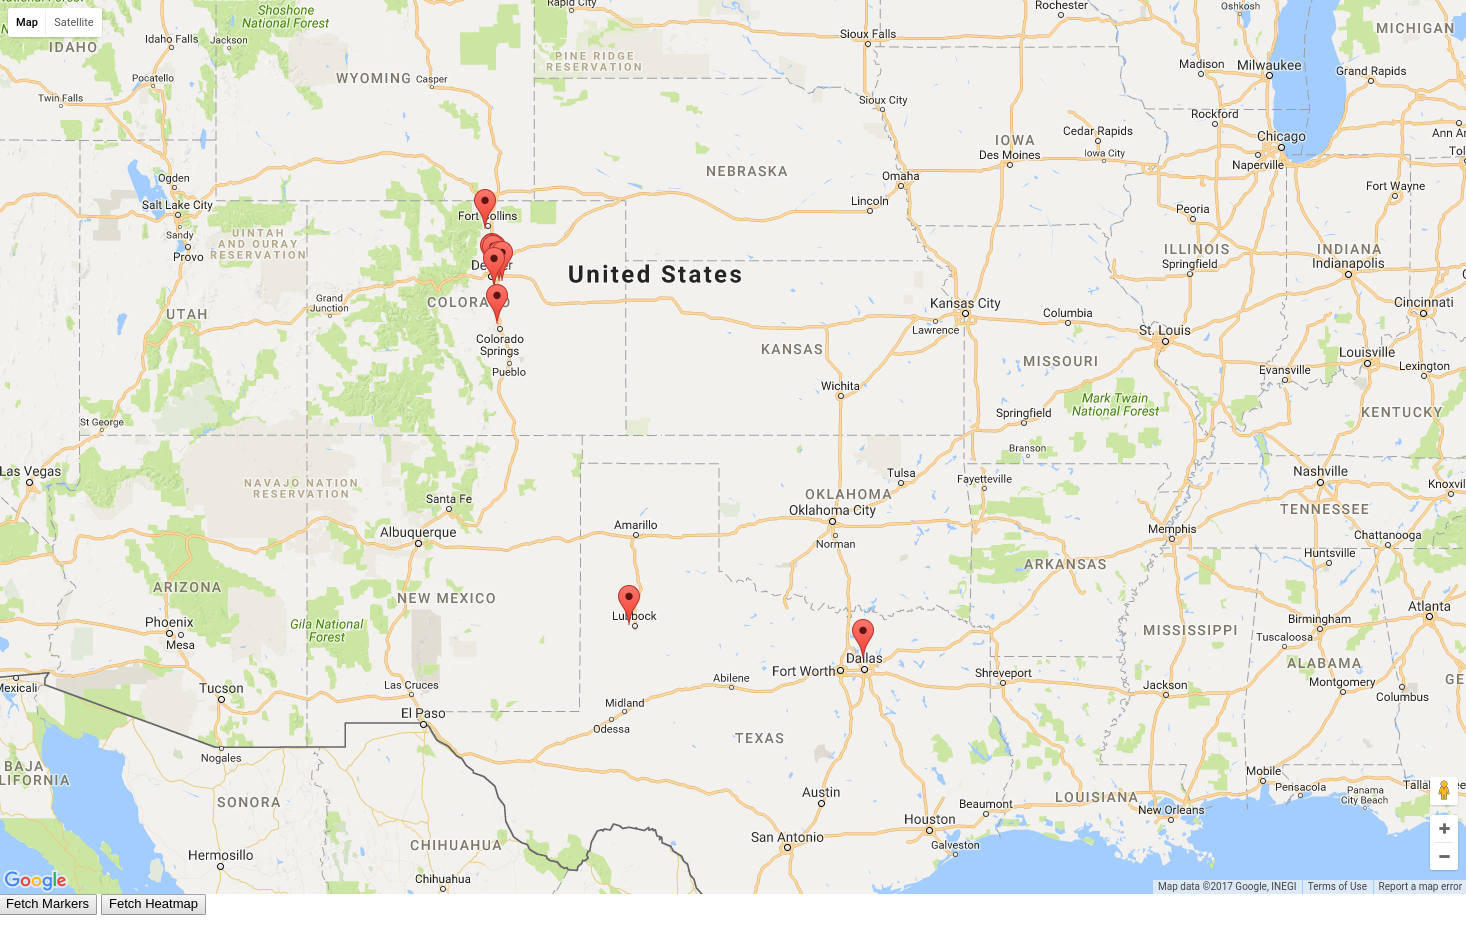 Map Satellite
Shoshone
National Forest
Rapid City
Rochester
Oshkosh
Sioux Falls
MICHIGAN
IDAHO
Idaho Falls
Jackson
PINE RIDGE
RESERVATION
Madison
Milwaukee
Grand Rapids
WYOMING
Casper
Pocatello
Twin Falls
Sioux City
Rockford
Cedar Rapids
IOWA
Des Moines
Iowa City
Chicago
Ann Ar
Tol
Naperville
NEBRASKA
Omaha
Ogden
Fort Wayne
Salt Lake City
Lincoln
Peoria
Fort Collins
Sandy
UINTAH
AND OURAY
RESERVATION
Provo
ILLINOIS
Springfield
INDIANA
Indianapolis
Denver
United States
Grand
Junction
COLORADO
Kansas City
Cincinnati
UTAH
Columbia
Lawrence
St. Louis
Colorado
Springs
KANSAS
MISSOURI
Louisville
Lexington
Pueblo
Evansville
Wichita
Mark Twain
National Forest
Springfield
KENTUCKY
St George
Branson
Las Vegas
Tulsa
Fayetteville
Nashville
NAVAJO NATION
RESERVATION
Knoxvil
Santa Fe
OKLAHOMA
Oklahoma City
TENNESSEE
Amarillo
Albuquerque
Memphis
Chattanooga
Norman
Huntsville
ARKANSAS
ARIZONA
NEW MEXICO
Atlanta
Lubbock
Phoenix
Mesa
Gila National
Forest
Birmingham
MISSISSIPPI
Tuscaloosa
Dallas
Fort Worth
ALABAMA
Shreveport
Abilene
GE
Mexicali
Tucson
Las Cruces
Jackson
Montgomery
Columbus
Midland
El Paso
Odessa
TEXAS
Nogales
BAJA
LIFORNIA
Mobile
Pensacola
Panama
City Beach
Austin
SONORA
LOUISIANA
Beaumont
New Orleans
Houston
San Antonio
Galveston
CHIHUAHUA
Hermosillo
Chihuahua
Google
Map data ©2017 Google, INEGI Terms of Use Report a map error
Fetch Markers Fetch Heatmap